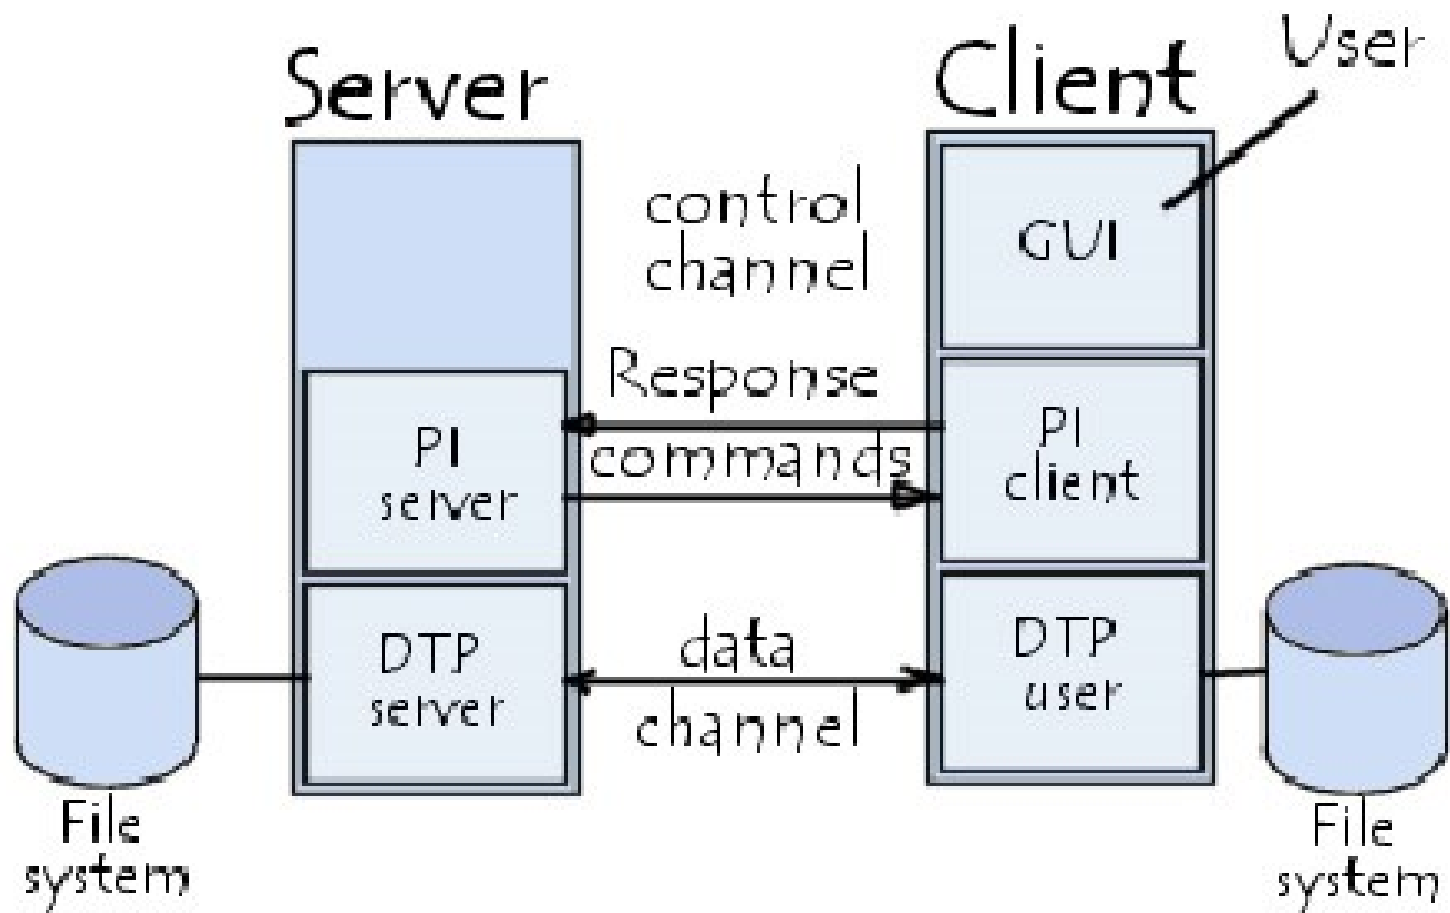 Server
Client
User
control
channel
GUI
Response
commands
PI
server
PI
client
DTP
server
data
channel
DTP
user
File
system
File
system